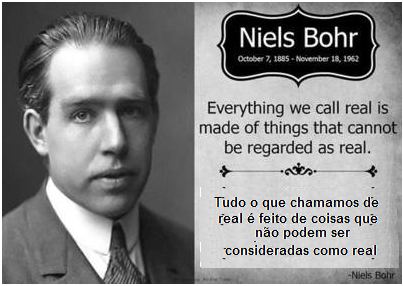 Niels Bohr
October 7, 1885 - November 18, 1962
Everything we call real is
made of things that cannot
be regarded as real.
Tudo o que chamamos de
real é feito de coisas que
não podem ser
consideradas como real
-Niels Bohr